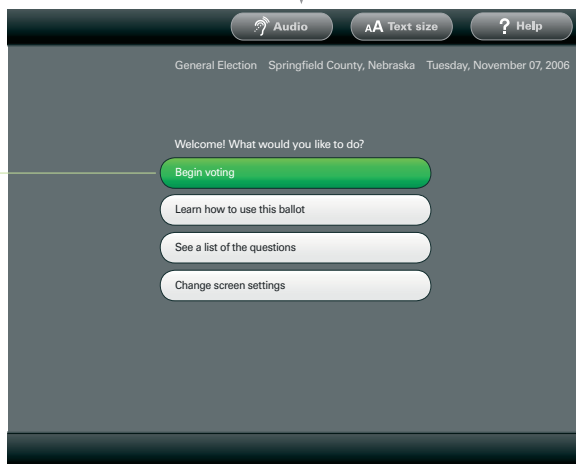 Audio AA Text size ? Help
General Election Springfield County, Nebraska Tuesday, November 07, 2006
Welcome! What would you like to do?
Begin voting
Learn how to use this ballot
See a list of the questions
Change screen settings